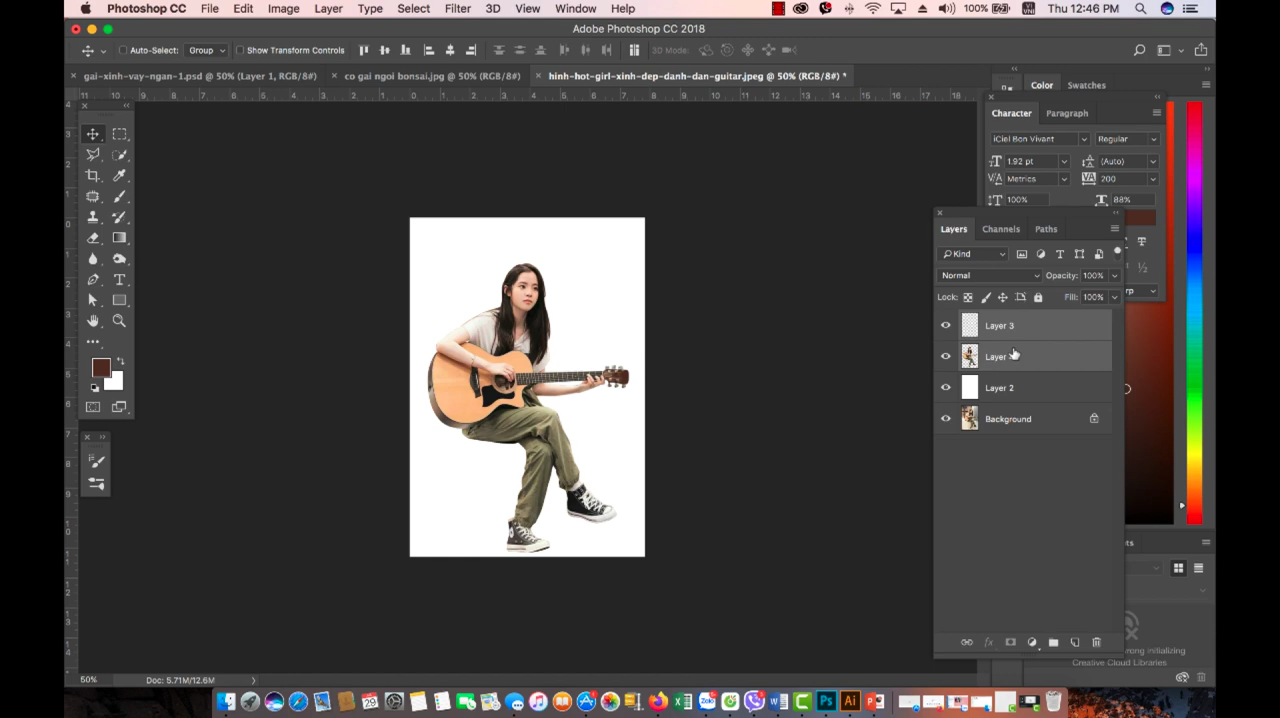 Photoshop CC File Edit Image Layer Type Select Filter 3D View Window Help 100% Thu 12:46 PM
Adobe Photoshop CC 2018
Auto-Select: Group Show Transform Controls 3D Mode:
gai-xinh-vay-ngan-1.psd @ 50% (Layer 1, RGB/8#) co gai ngoi bonsai.jpg @ 50% (RGB/8#) hinh-hot-girl-xinh-dep-danh-dan-guitar.jpeg @ 50% (RGB/8#) *
Color Swatches
Character Paragraph
iCiel Bon Vivant Regular
1.92 pt (Auto)
Metrics 200
100% 88%
Layers Channels Paths
Kind
Normal Opacity: 100%
Lock: Fill: 100%
Layer 3
Layer
Layer 2
Background
rong initializing
Creative Cloud Libraries
50% Doc: 5.71M/12.6M